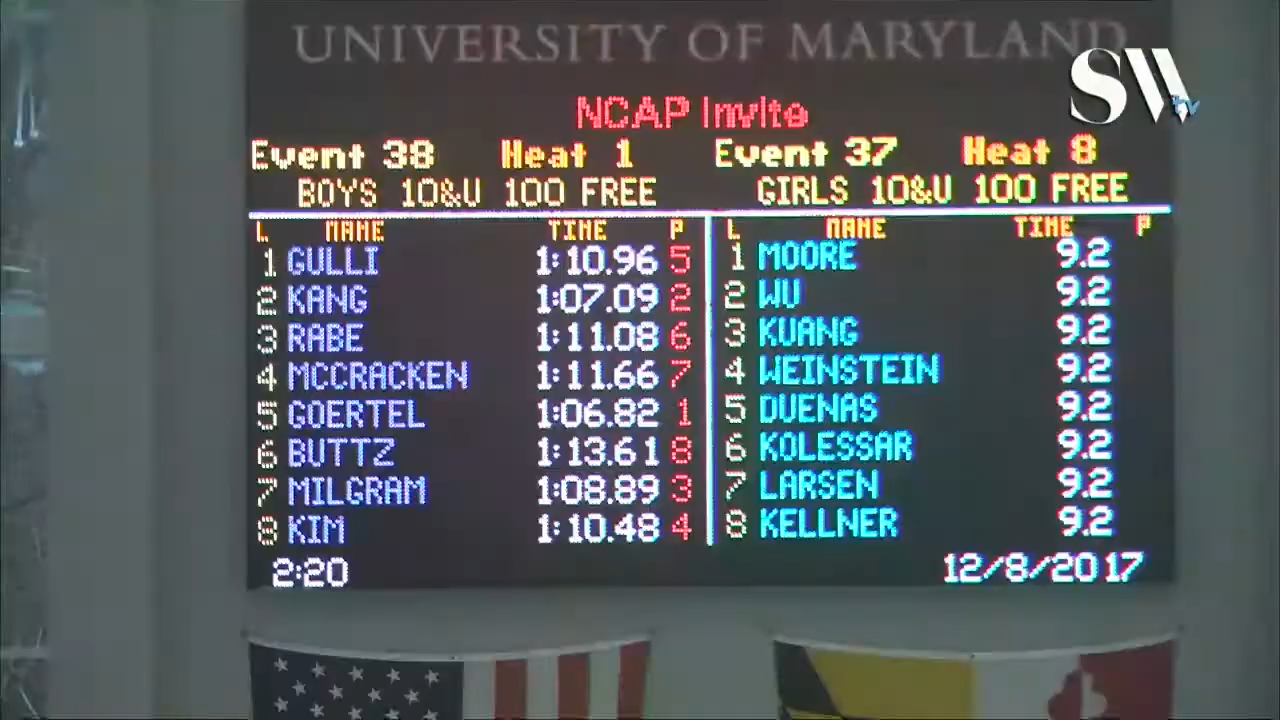 UNIVERSITY OF MARYLAND
SW tv
NCAP Invite
Event 38 Heat 1 Event 37 Heat 8
BOYS 10&U 100 FREE GIRLS 10&U 100 FREE
L NAME TIME P L NAME TIME P
1 GULLI 1:10.96 5 1 MOORE 9.2
2 KANG 1:07.09 2 2 WU 9.2
3 RABE 1:11.08 6 3 KUANG 9.2
4 MCCRACKEN 1:11.66 7 4 WEINSTEIN 9.2
5 GOERTEL 1:06.82 1 5 DUENAS 9.2
6 BUTTZ 1:13.61 8 6 KOLESSAR 9.2
7 MILGRAM 1:08.89 3 7 LARSEN 9.2
8 KIM 1:10.48 4 8 KELLNER 9.2
2:20 12/8/2017